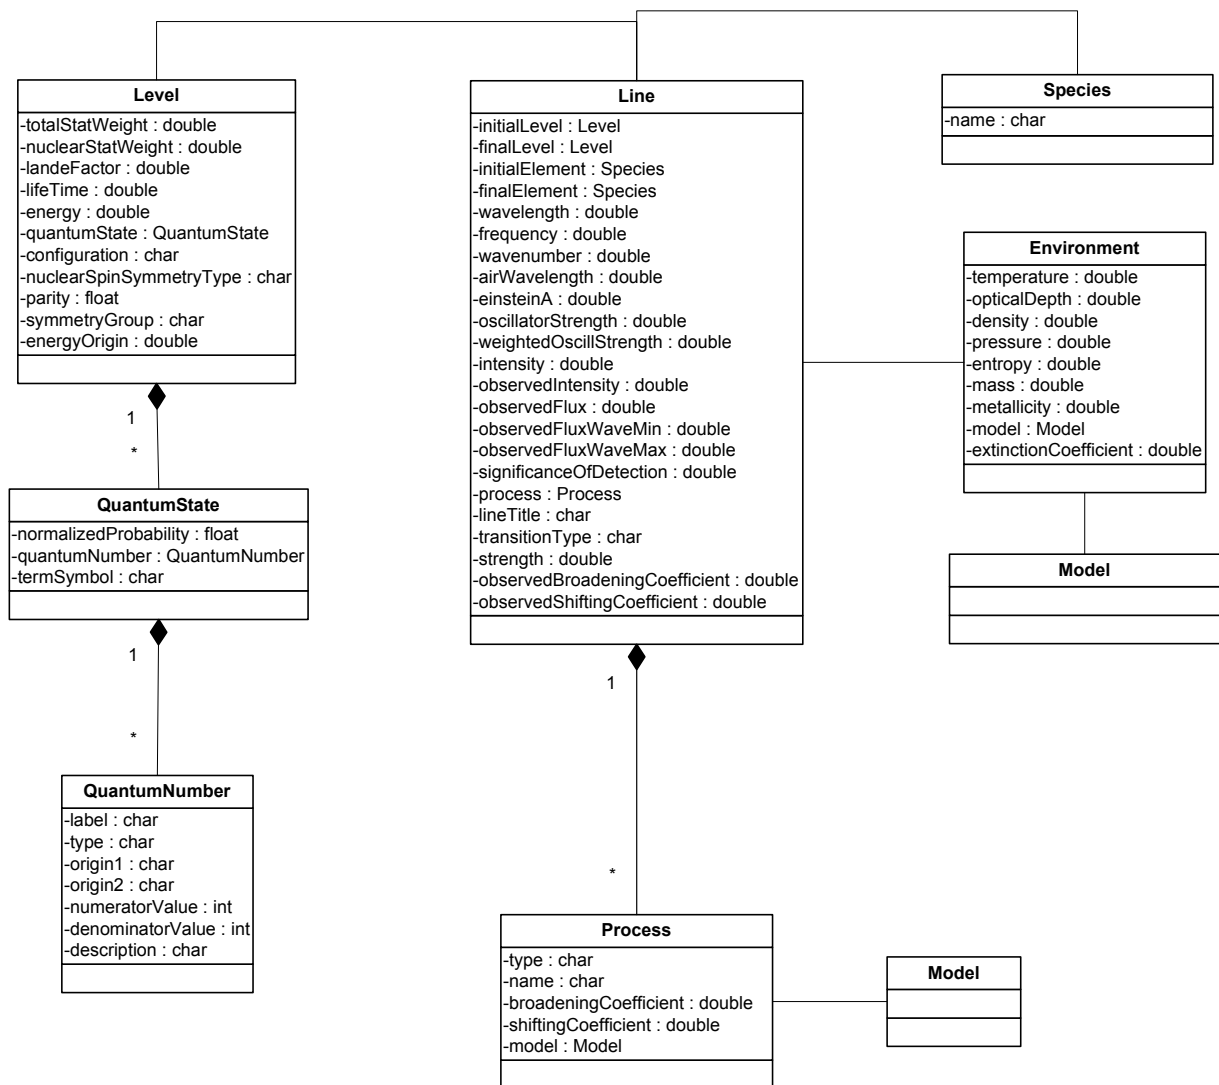 Level
-totalStatWeight : double
-nuclearStatWeight : double
-landeFactor : double
-lifeTime : double
-energy : double
-quantumState : QuantumState
-configuration : char
-nuclearSpinSymmetryType : char
-parity : float
-symmetryGroup : char
-energyOrigin : double
1
*
QuantumState
-normalizedProbability : float
-quantumNumber : QuantumNumber
-termSymbol : char
1
*
QuantumNumber
-label : char
-type : char
-origin1 : char
-origin2 : char
-numeratorValue : int
-denominatorValue : int
-description : char
Line
-initialLevel : Level
-finalLevel : Level
-initialElement : Species
-finalElement : Species
-wavelength : double
-frequency : double
-wavenumber : double
-airWavelength : double
-einsteinA : double
-oscillatorStrength : double
-weightedOscillStrength : double
-intensity : double
-observedIntensity : double
-observedFlux : double
-observedFluxWaveMin : double
-observedFluxWaveMax : double
-significanceOfDetection : double
-process : Process
-lineTitle : char
-transitionType : char
-strength : double
-observedBroadeningCoefficient : double
-observedShiftingCoefficient : double
1
*
Process
-type : char
-name : char
-broadeningCoefficient : double
-shiftingCoefficient : double
-model : Model
Species
-name : char
Environment
-temperature : double
-opticalDepth : double
-density : double
-pressure : double
-entropy : double
-mass : double
-metallicity : double
-model : Model
-extinctionCoefficient : double
Model
Model